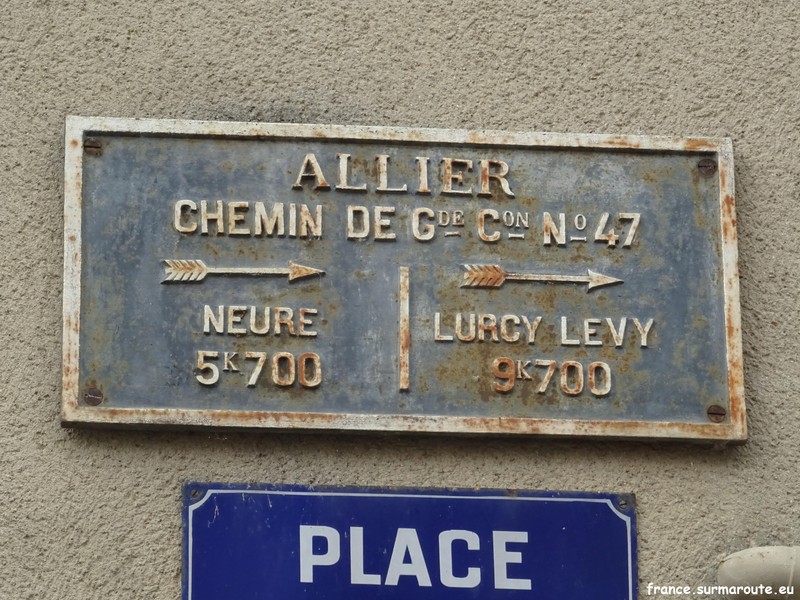 ALLIER
CHEMIN DE GDE CON NO 47
NEURE
5K700
LURCY LEVY
9K700
PLACE
france.surmaroute.eu